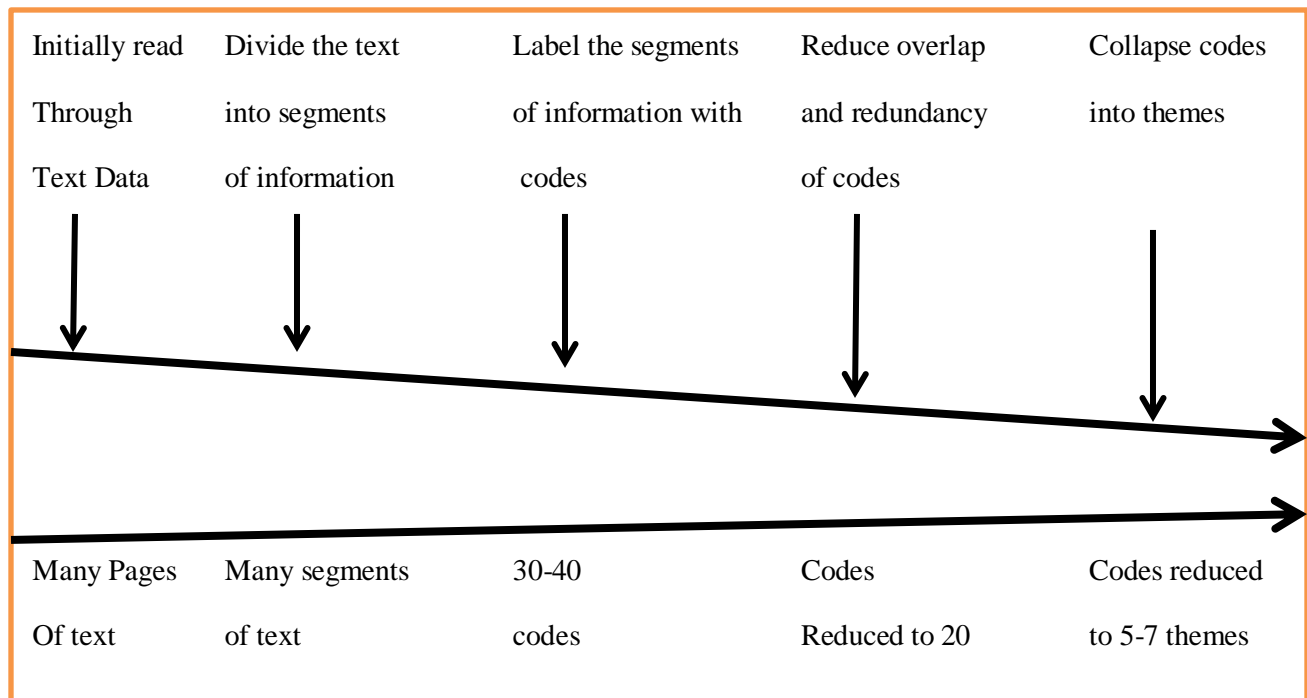 Initially read
Through
Text Data
Divide the text
into segments
of information
Label the segments
of information with
codes
Reduce overlap
and redundancy
of codes
Collapse codes
into themes
Many Pages
Of text
Many segments
of text
30-40
codes
Codes
Reduced to 20
Codes reduced
to 5-7 themes